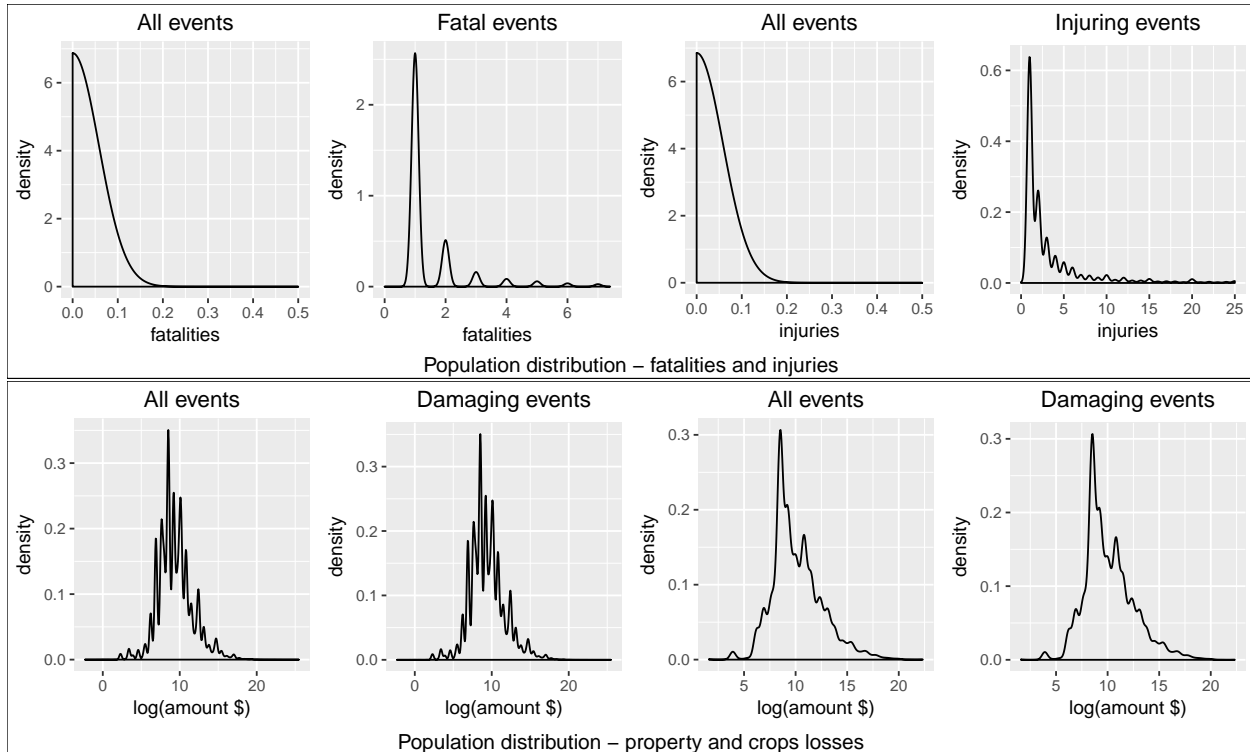 All events
Fatal events
All events
Injuring events
density
0
2
4
6
0.0 0.1 0.2 0.3 0.4 0.5
fatalities
density
0
1
2
0 2 4 6
fatalities
density
0
2
4
6
0.0 0.1 0.2 0.3 0.4 0.5
injuries
density
0.0
0.2
0.4
0.6
0 5 10 15 20 25
injuries
Population distribution − fatalities and injuries
All events
Damaging events
All events
Damaging events
density
0.0
0.1
0.2
0.3
0 10 20
log(amount $)
density
0.0
0.1
0.2
0.3
0 10 20
log(amount $)
density
0.0
0.1
0.2
0.3
5 10 15 20
log(amount $)
density
0.0
0.1
0.2
0.3
5 10 15 20
log(amount $)
Population distribution − property and crops losses